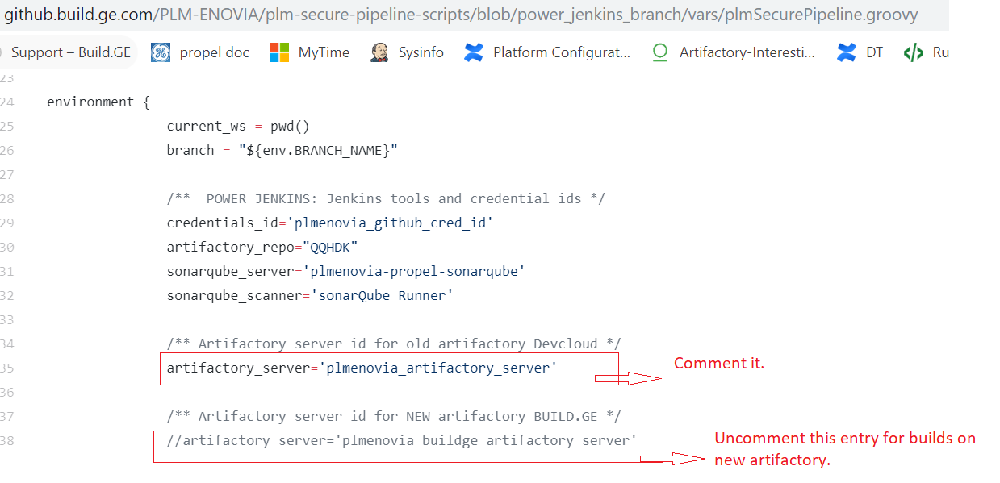 github.build.ge.com/PLM-ENOVIA/plm-secure-pipeline-scripts/blob/power_jenkins_branch/vars/plmSecurePipeline.groovy
Support – Build.GE propel doc MyTime Sysinfo Platform Configurat... Artifactory-Interesti... DT Ru
23
24 environment {
25 current_ws = pwd()
26 branch = "${env.BRANCH_NAME}"
27
28 /**  POWER JENKINS: Jenkins tools and credential ids */
29 credentials_id='plmenovia_github_cred_id'
30 artifactory_repo="QQHDK"
31 sonarqube_server='plmenovia-propel-sonarqube'
32 sonarqube_scanner='sonarQube Runner'
33
34 /** Artifactory server id for old artifactory Devcloud */
35 artifactory_server='plmenovia_artifactory_server'
Comment it.
36
37 /** Artifactory server id for NEW artifactory BUILD.GE */
38 //artifactory_server='plmenovia_buildge_artifactory_server'
Uncomment this entry for builds on
new artifactory.